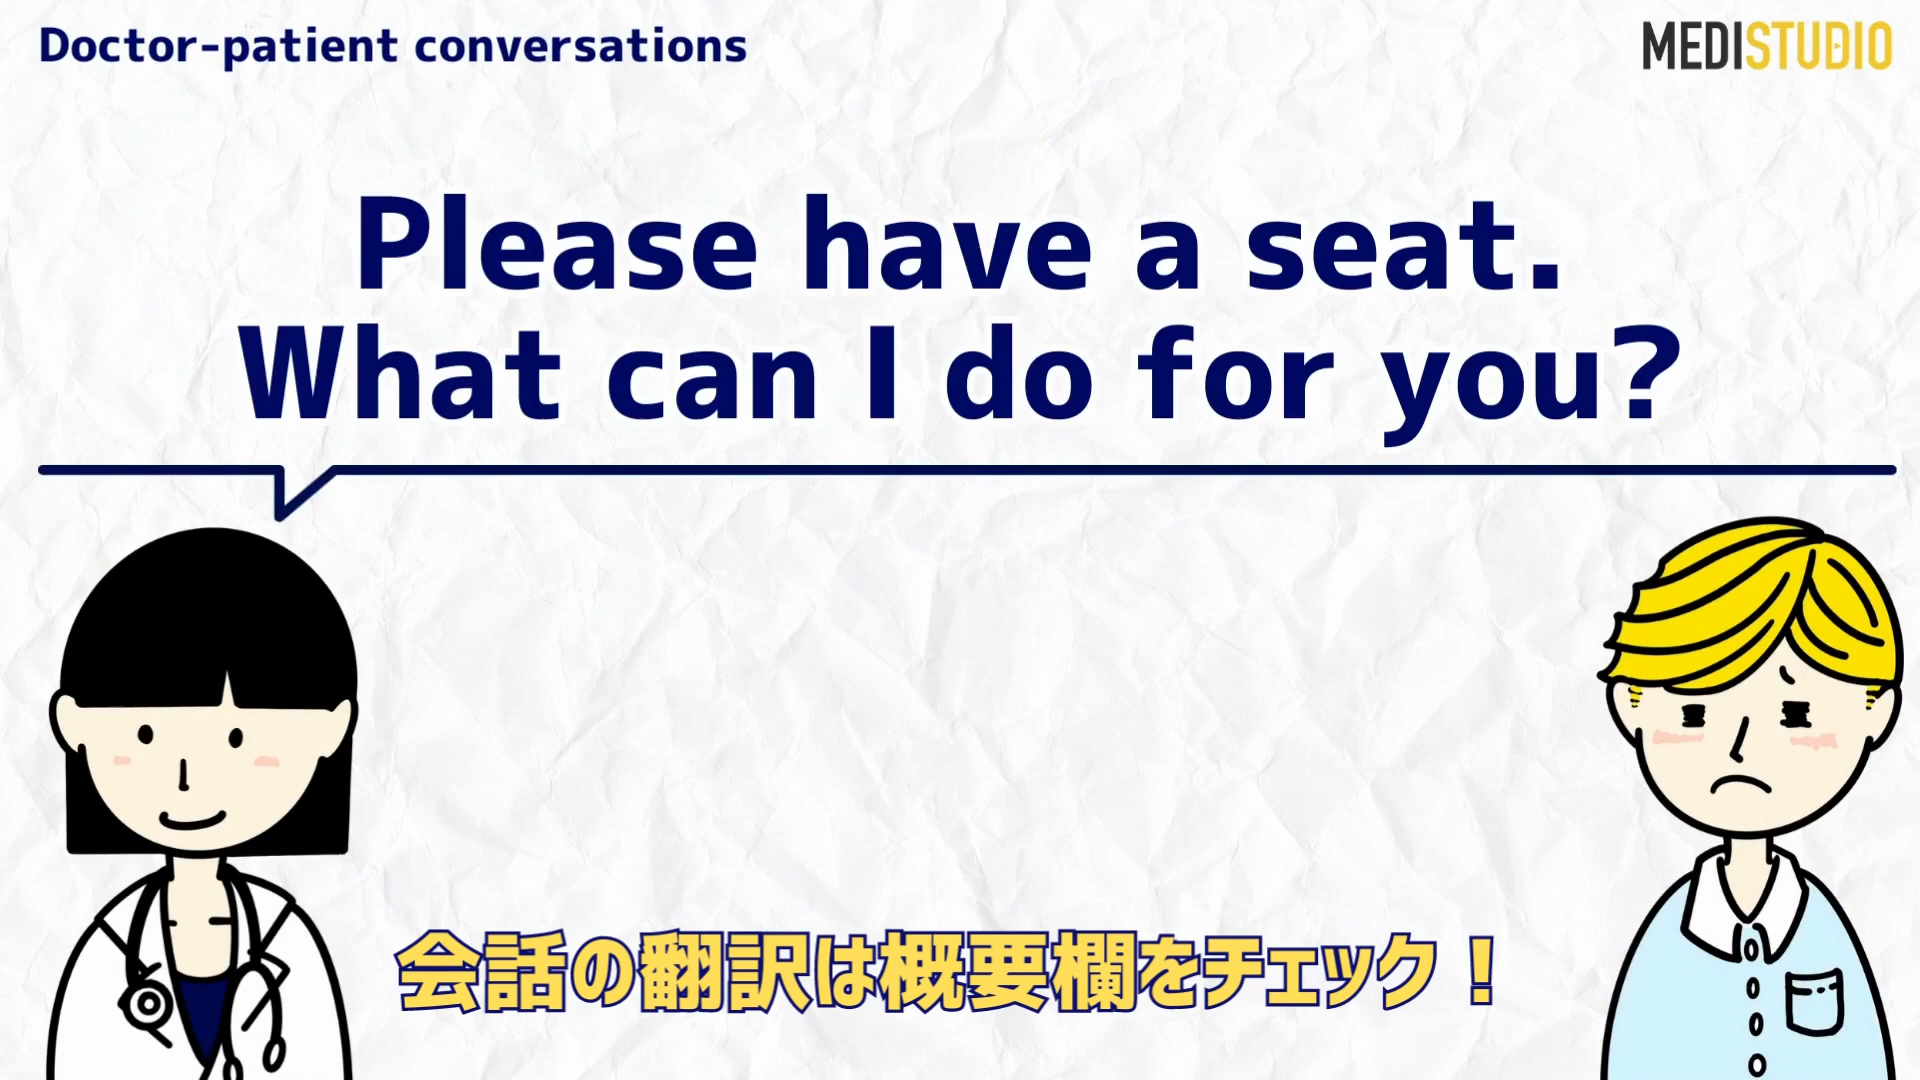 Doctor-patient conversations
MEDISTUDIO
Please have a seat.
What can I do for you?
会話の翻訳は概要欄をチェック！